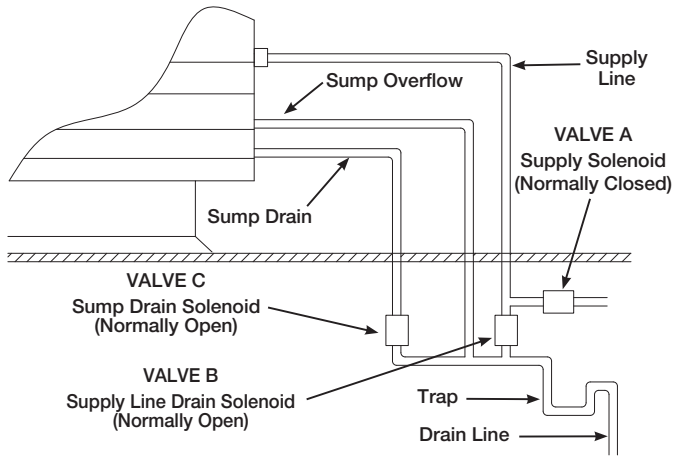 Supply
Line
Sump Overflow
VALVE A
Supply Solenoid
(Normally Closed)
Sump Drain
VALVE C
Sump Drain Solenoid
(Normally Open)
VALVE B
Supply Line Drain Solenoid
(Normally Open)
Trap
Drain Line